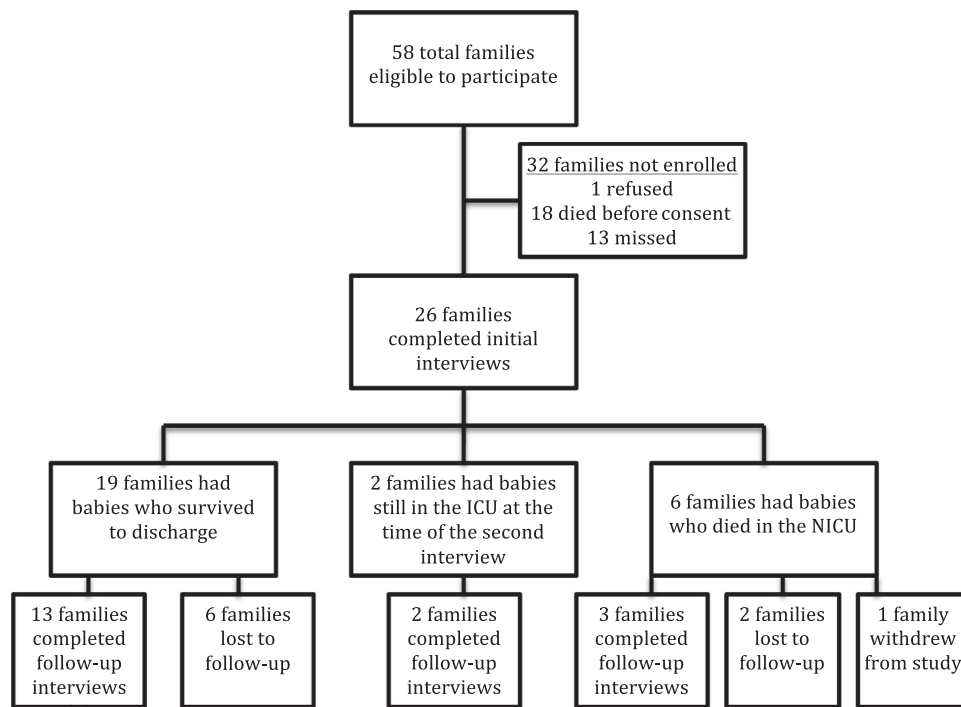 58 total families
eligible to participate
32 families not enrolled
1 refused
18 died before consent
13 missed
26 families
completed initial
interviews
19 families had
babies who survived
to discharge
2 families had babies
still in the ICU at the
time of the second
interview
6 families had babies
who died in the NICU
13 families
completed
follow-up
interviews
6 families
lost to
follow-up
2 families
completed
follow-up
interviews
3 families
completed
follow-up
interviews
2 families
lost to
follow-up
1 family
withdrew
from study